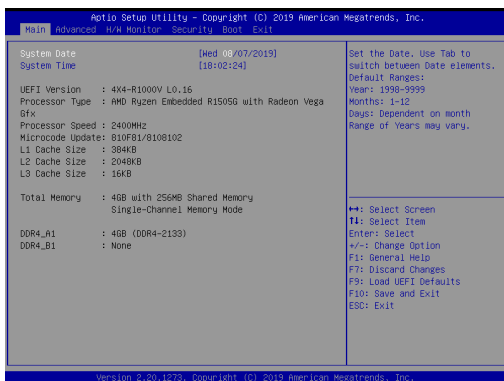 Aptio Setup Utility – Copyright (C) 2019 American Megatrends, Inc.
Main Advanced H/W Monitor Security Boot Exit
System Date [Wed 08/07/2019]
System Time [18:02:24]
UEFI Version : 4X4-R1000V L0.16
Processor Type : AMD Ryzen Embedded R1505G with Radeon Vega
Gfx
Processor Speed : 2400MHz
Microcode Update: 810F81/8108102
L1 Cache Size : 384KB
L2 Cache Size : 2048KB
L3 Cache Size : 16KB
Total Memory : 4GB with 256MB Shared Memory
Single-Channel Memory Mode
DDR4_A1 : 4GB (DDR4-2133)
DDR4_B1 : None
Set the Date. Use Tab to
switch between Date elements.
Default Ranges:
Year: 1998-9999
Months: 1-12
Days: Dependent on month
Range of Years may vary.
→←: Select Screen
↑↓: Select Item
Enter: Select
+/-: Change Option
F1: General Help
F7: Discard Changes
F9: Load UEFI Defaults
F10: Save and Exit
ESC: Exit
Version 2.20.1273. Copyright (C) 2019 American Megatrends, Inc.